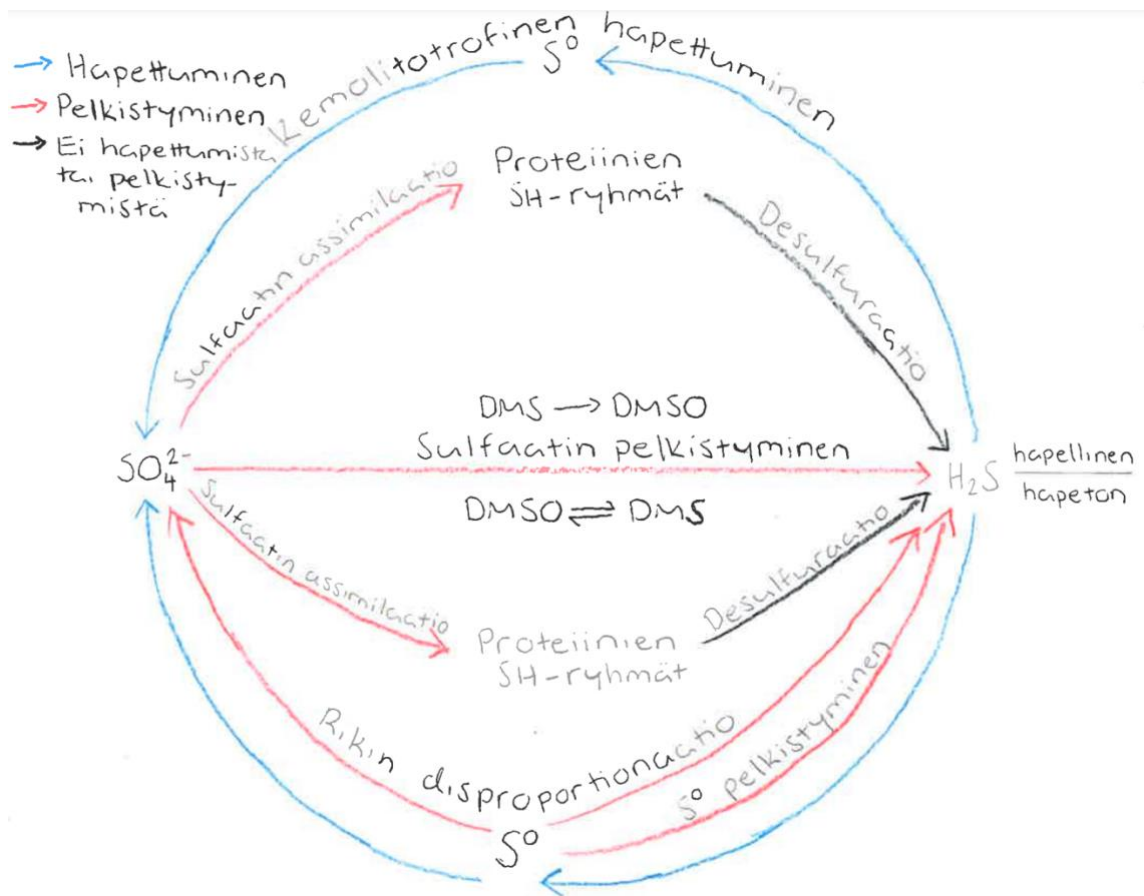 Hapettuminen
Pelkistyminen
Ei hapettumista
tai pelkisty-
mistä
Kemolitotrofinen hapettuminen
S⁰
Proteiinien
SH-ryhmät
Sulfaatin assimilaatio
Desulfuraatio
DMS → DMSO
Sulfaatin pelkistyminen
SO₄²⁻
H₂S
hapellinen
hapeton
DMSO ⇌ DMS
Sulfaatin assimilaatio
Desulfuraatio
Proteiinien
SH-ryhmät
Rikin disproportionaatio
S⁰ pelkistyminen
S⁰